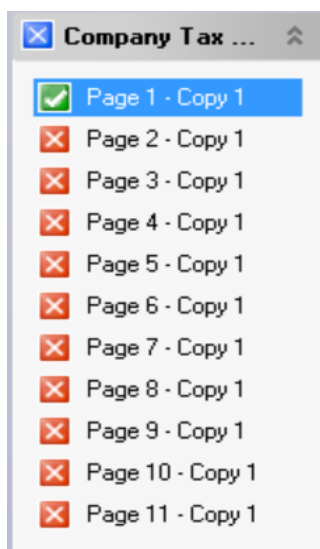 Company Tax ...
Page 1 - Copy 1
Page 2 - Copy 1
Page 3 - Copy 1
Page 4 - Copy 1
Page 5 - Copy 1
Page 6 - Copy 1
Page 7 - Copy 1
Page 8 - Copy 1
Page 9 - Copy 1
Page 10 - Copy 1
Page 11 - Copy 1